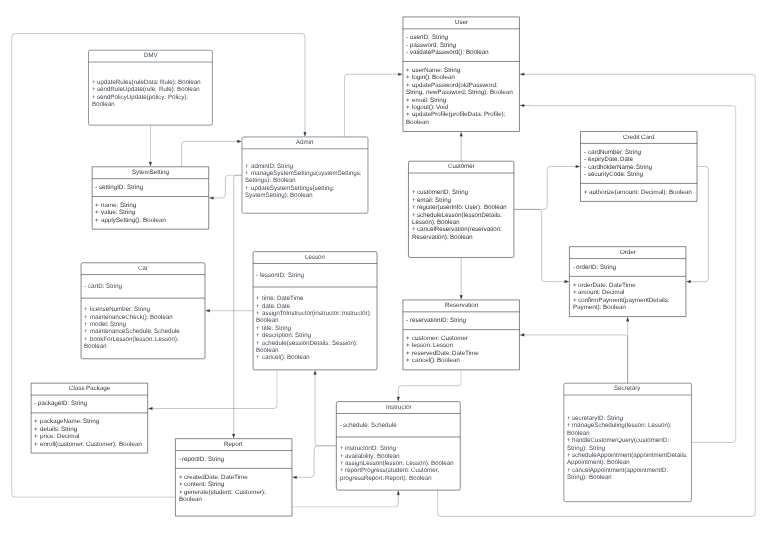 User
- userID: String
- password: String
- validatePassword(): Boolean
+ userName: String
+ login(): Boolean
+ updatePassword(oldPassword:
String, newPassword: String): Boolean
+ email: String
+ logout(): Void
+ updateProfile(profileData: Profile):
Boolean
DMV
+ updateRules(ruleData: Rule): Boolean
+ sendRuleUpdate(rule: Rule): Boolean
+ sendPolicyUpdate(policy: Policy):
Boolean
Admin
+ adminID: String
+ manageSystemSettings(systemSettings:
Settings): Boolean
+ updateSystemSettings(setting:
SystemSetting): Boolean
Credit Card
- cardNumber: String
- expiryDate: Date
- cardholderName: String
- securityCode: String
+ authorize(amount: Decimal): Boolean
SytemSetting
- settingID: String
+ name: String
+ value: String
+ applySetting(): Boolean
Customer
+ customerID: String
+ email: String
+ register(userInfo: User): Boolean
+ scheduleLesson(lessonDetails:
Lesson): Boolean
+ cancelReservation(reservation:
Reservation): Boolean
Order
- orderID: String
+ orderDate: DateTime
+ amount: Decimal
+ confirmPayment(paymentDetails:
Payment): Boolean
Lesson
- lessonID: String
+ time: DateTime
+ date: Date
+ assignToInstructor(instructor: Instructor):
Boolean
+ title: String
+ description: String
+ schedule(sessionDetails: Session):
Boolean
+ cancel(): Boolean
Car
- carID: String
+ licenseNumber: String
+ maintenanceCheck(): Boolean
+ model: String
+ maintenanceSchedule: Schedule
+ bookForLesson(lesson: Lesson):
Boolean
Reservation
- reservationID: String
+ customer: Customer
+ lesson: Lesson
+ reservedDate: DateTime
+ cancel(): Boolean
Class Package
- packageID: String
+ packageName: String
+ details: String
+ price: Decimal
+ enroll(customer: Customer): Boolean
Secretary
+ secretaryID: String
+ manageScheduling(lesson: Lesson):
Boolean
+ handleCustomerQuery(customerID:
String): String
+ scheduleAppointment(appointmentDetails:
Appointment): Boolean
+ cancelAppointment(appointmentID:
String): Boolean
Instructor
- schedule: Schedule
+ instructorID: String
+ availability: Boolean
+ assignLesson(lesson: Lesson): Boolean
+ reportProgress(student: Customer,
progressReport: Report): Boolean
Report
- reportID: String
+ createdDate: DateTime
+ content: String
+ generate(student: Customer):
Boolean